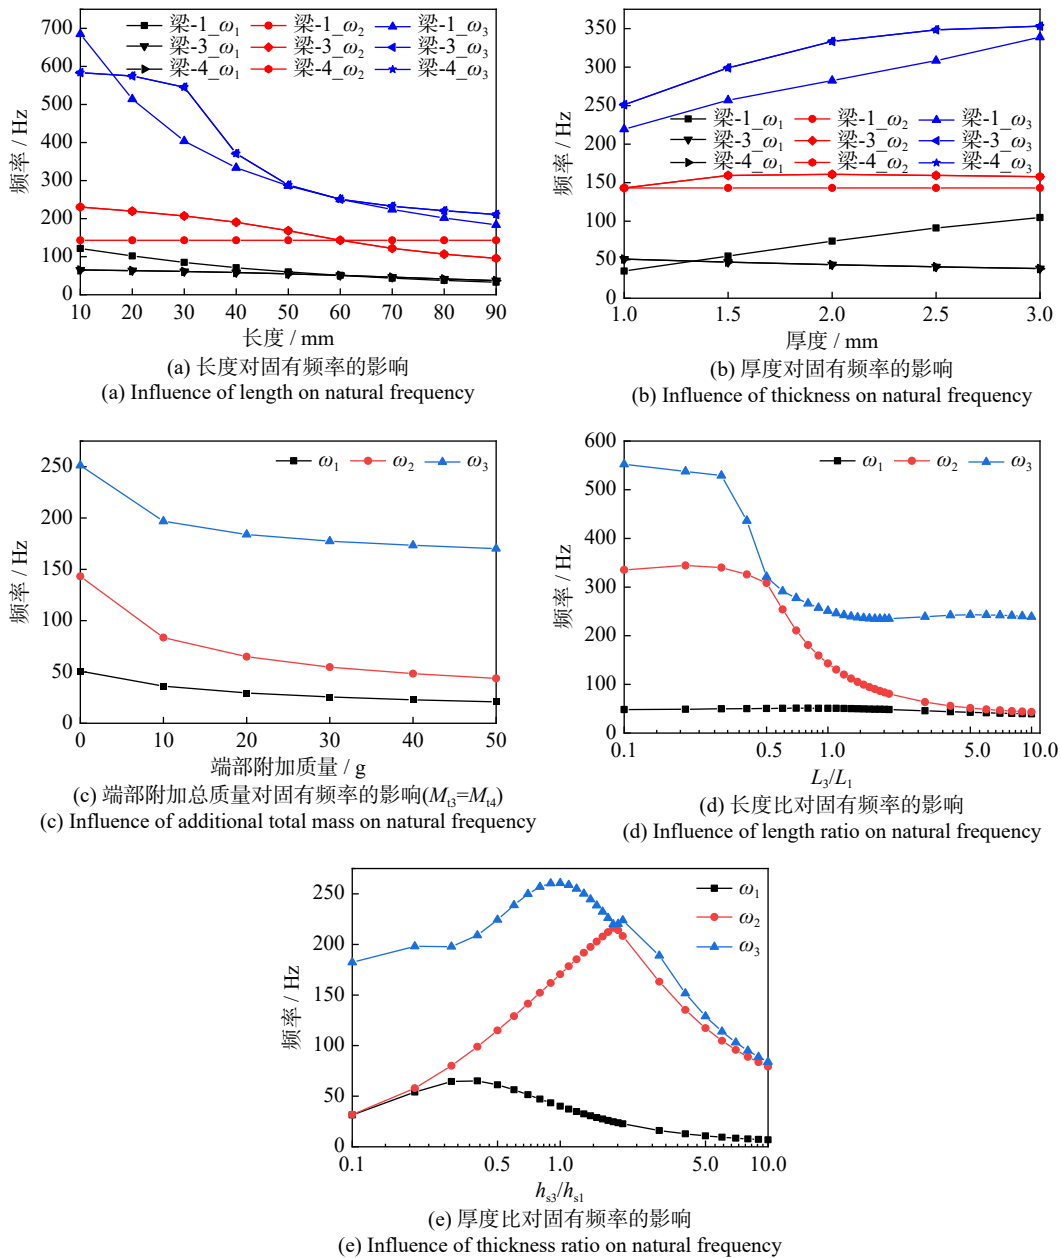 梁-1_ω₁ 梁-1_ω₂ 梁-1_ω₃
梁-3_ω₁ 梁-3_ω₂ 梁-3_ω₃
梁-4_ω₁ 梁-4_ω₂ 梁-4_ω₃
700
600
500
400
300
200
100
0
频率 / Hz
10 20 30 40 50 60 70 80 90
长度 / mm
(a) 长度对固有频率的影响
(a) Influence of length on natural frequency
梁-1_ω₁ 梁-1_ω₂ 梁-1_ω₃
梁-3_ω₁ 梁-3_ω₂ 梁-3_ω₃
梁-4_ω₁ 梁-4_ω₂ 梁-4_ω₃
350
300
250
200
150
100
50
0
频率 / Hz
1.0 1.5 2.0 2.5 3.0
厚度 / mm
(b) 厚度对固有频率的影响
(b) Influence of thickness on natural frequency
ω₁ ω₂ ω₃
250
200
150
100
50
0
频率 / Hz
0 10 20 30 40 50
端部附加质量 / g
(c) 端部附加总质量对固有频率的影响(Mt3=Mt4)
(c) Influence of additional total mass on natural frequency
ω₁ ω₂ ω₃
600
500
400
300
200
100
0
频率 / Hz
0.1 0.5 1.0 5.0 10.0
L₃/L₁
(d) 长度比对固有频率的影响
(d) Influence of length ratio on natural frequency
ω₁
ω₂
ω₃
250
200
150
100
50
0
频率 / Hz
0.1 0.5 1.0 5.0 10.0
hs3/hs1
(e) 厚度比对固有频率的影响
(e) Influence of thickness ratio on natural frequency